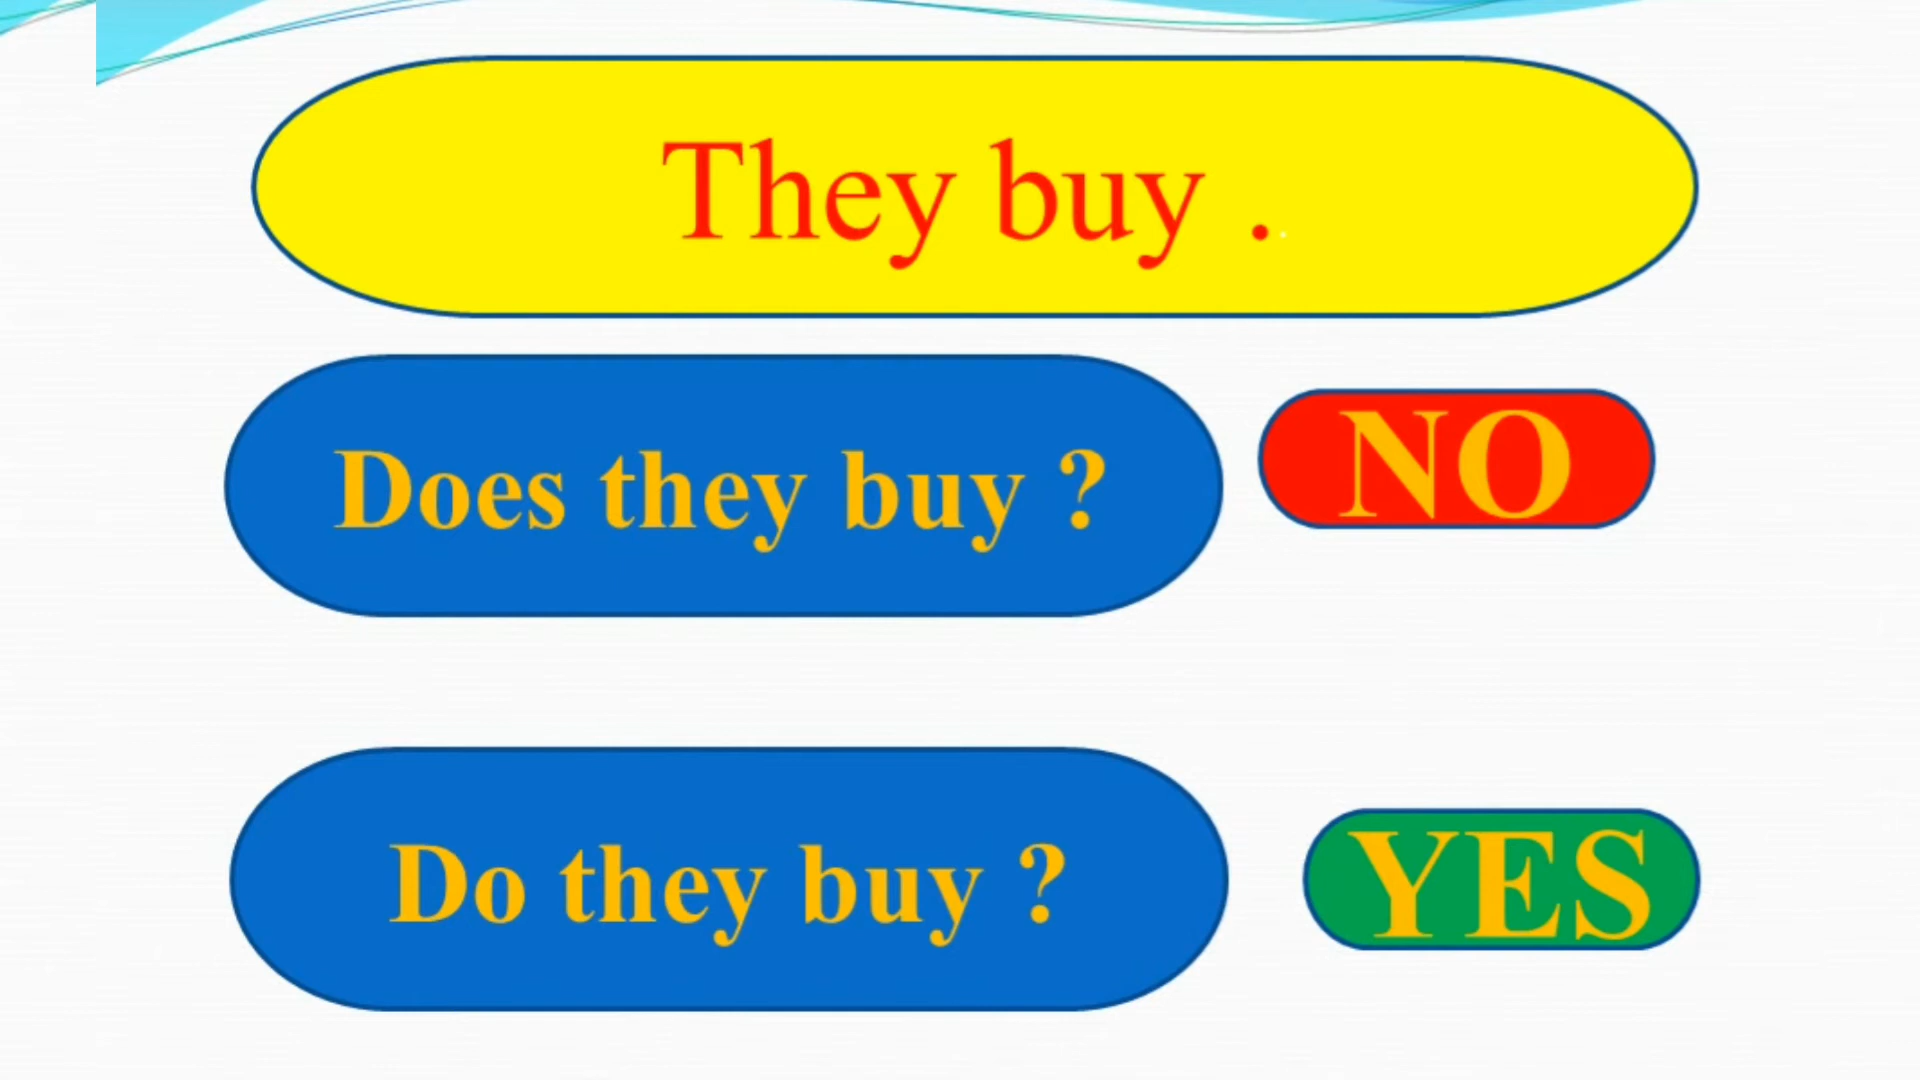 They buy .
Does they buy ?
NO
Do they buy ?
YES